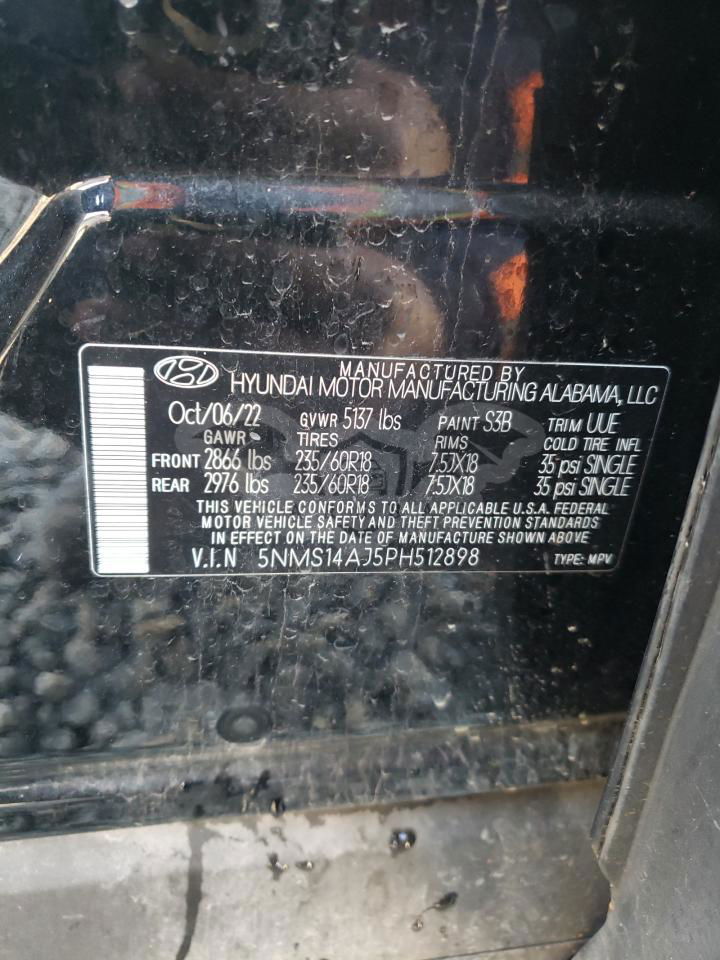 MANUFACTURED BY
HYUNDAI MOTOR MANUFACTURING ALABAMA, LLC
Oct/06/22 GVWR 5137 lbs PAINT S3B TRIM UUE
GAWR TIRES RIMS COLD TIRE INFL
FRONT 2866 lbs 235/60R18 7.5JX18 35 psi SINGLE
REAR 2976 lbs 235/60R18 7.5JX18 35 psi SINGLE
THIS VEHICLE CONFORMS TO ALL APPLICABLE U.S.A. FEDERAL
MOTOR VEHICLE SAFETY AND THEFT PREVENTION STANDARDS
IN EFFECT ON THE DATE OF MANUFACTURE SHOWN ABOVE
V.I.N 5NMS14AJ5PH512898 TYPE: MPV